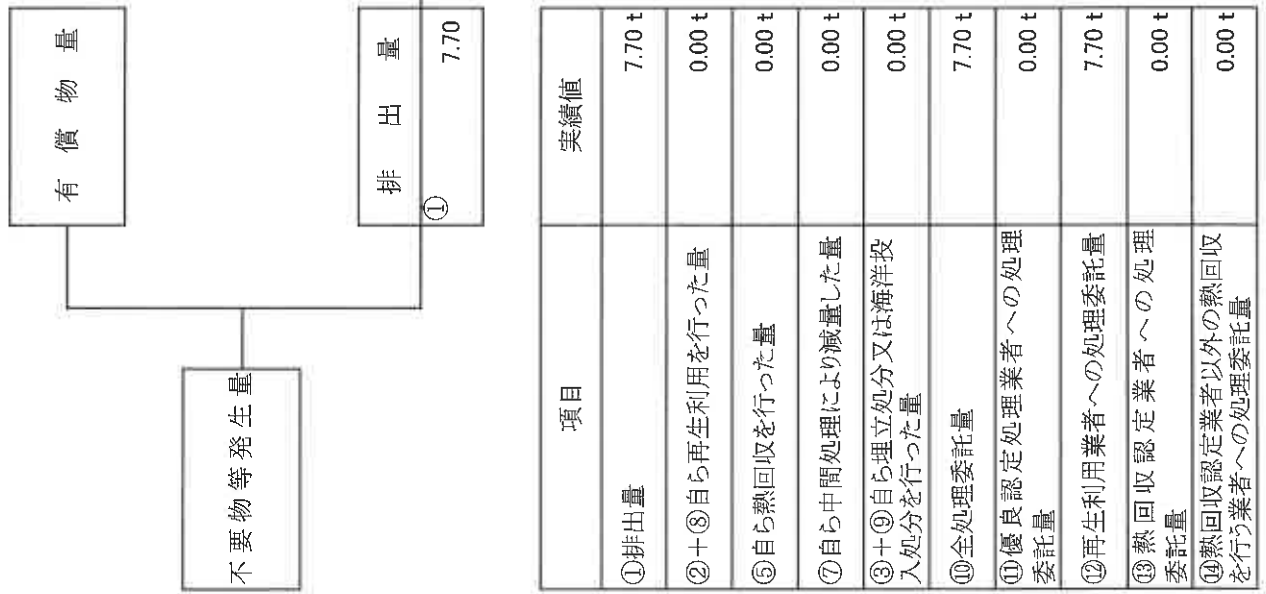 有償物量
不要物等発生量
排出量
①
7.70
項目
実績値
①排出量
7.70 t
②+⑧自ら再生利用を行った量
0.00 t
⑤自ら熱回収を行った量
0.00 t
⑦自ら中間処理により減量した量
0.00 t
③+⑨自ら埋立処分又は海洋投
入処分を行った量
0.00 t
⑩全処理委託量
7.70 t
⑪優良認定処理業者への処理
委託量
0.00 t
⑫再生利用業者への処理委託量
7.70 t
⑬熱回収認定業者への処理
委託量
0.00 t
⑭熱回収認定業者以外の熱回収
を行う業者への処理委託量
0.00 t